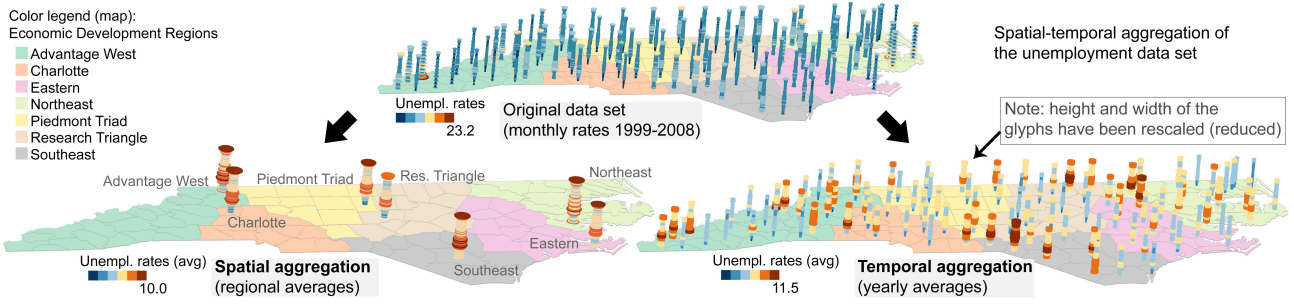 Color legend (map):
Economic Development Regions
Advantage West
Charlotte
Eastern
Northeast
Piedmont Triad
Research Triangle
Southeast
Unempl. rates
23.2
Original data set
(monthly rates 1999-2008)
Spatial-temporal aggregation of
the unemployment data set
Note: height and width of the
glyphs have been rescaled (reduced)
Advantage West
Piedmont Triad
Res. Triangle
Northeast
Charlotte
Eastern
Southeast
Unempl. rates (avg)
10.0
Spatial aggregation
(regional averages)
Unempl. rates (avg)
11.5
Temporal aggregation
(yearly averages)